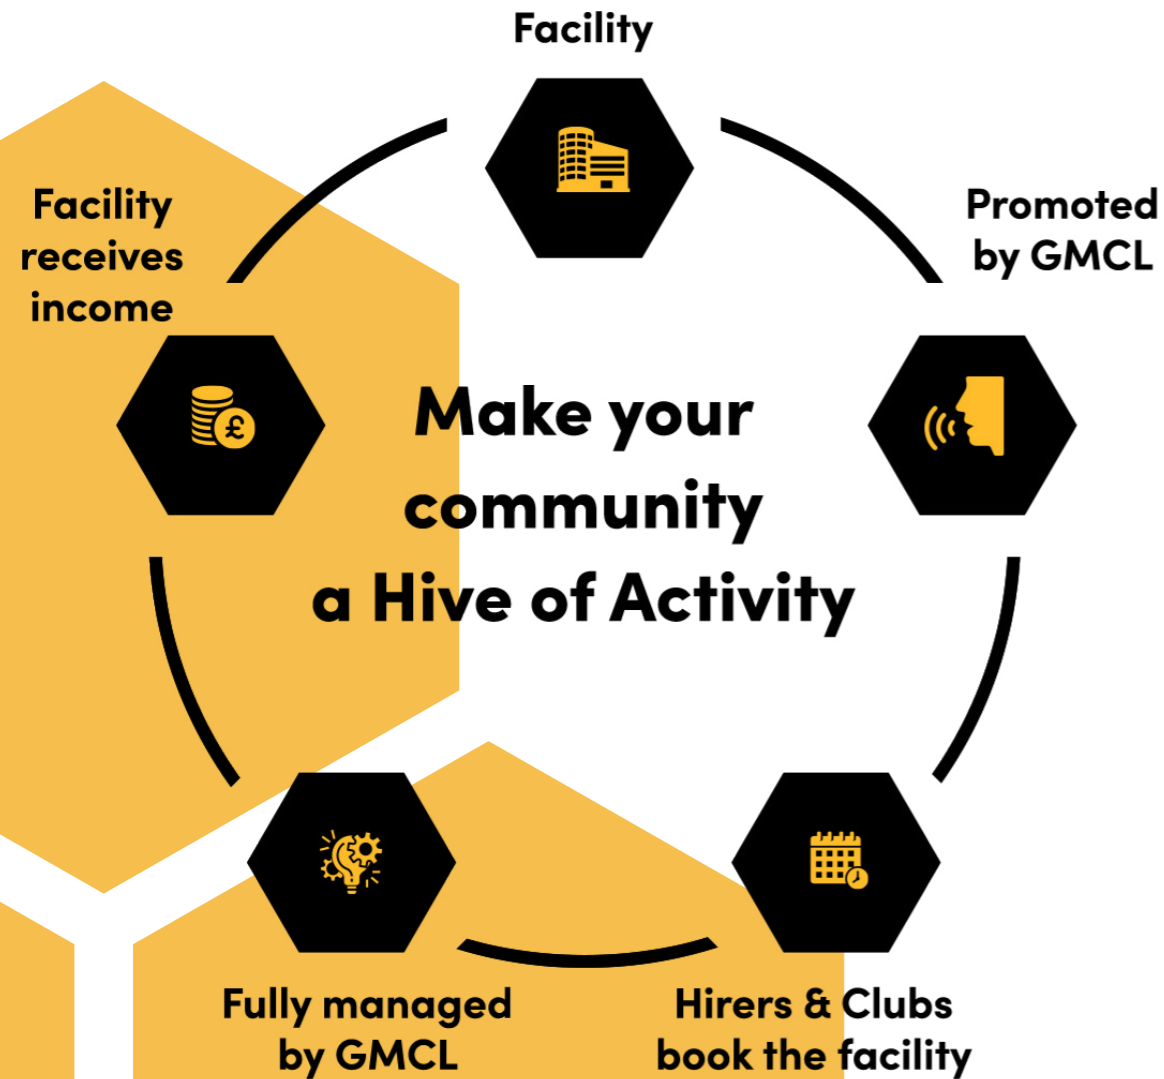 Facility
Promoted
by GMCL
Facility
receives
income
£
Make your
community
a Hive of Activity
Hirers & Clubs
book the facility
Fully managed
by GMCL